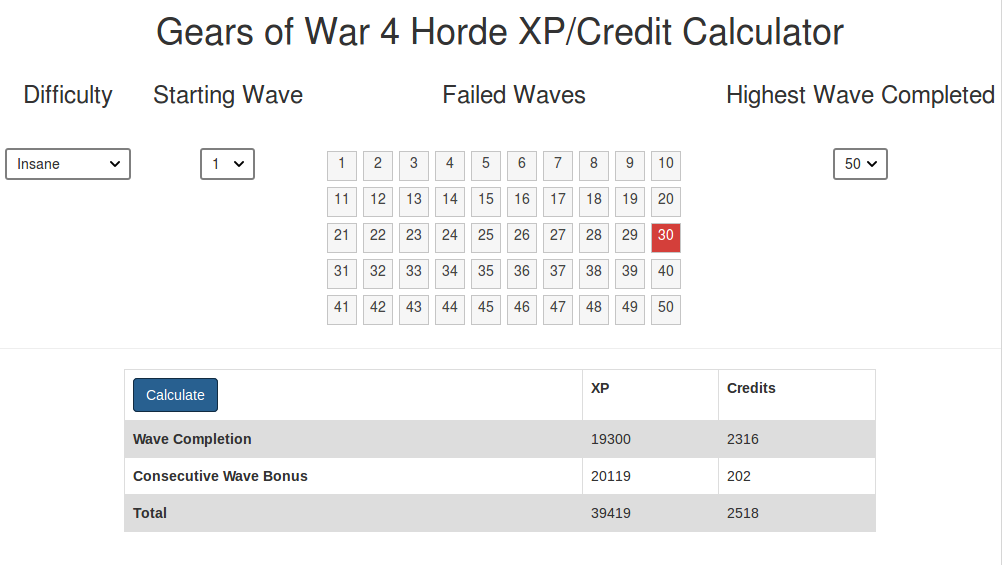 Gears of War 4 Horde XP/Credit Calculator
Difficulty Starting Wave Failed Waves Highest Wave Completed
Insane 1 50
1 2 3 4 5 6 7 8 9 10
11 12 13 14 15 16 17 18 19 20
21 22 23 24 25 26 27 28 29 30
31 32 33 34 35 36 37 38 39 40
41 42 43 44 45 46 47 48 49 50
Calculate XP Credits
Wave Completion 19300 2316
Consecutive Wave Bonus 20119 202
Total 39419 2518